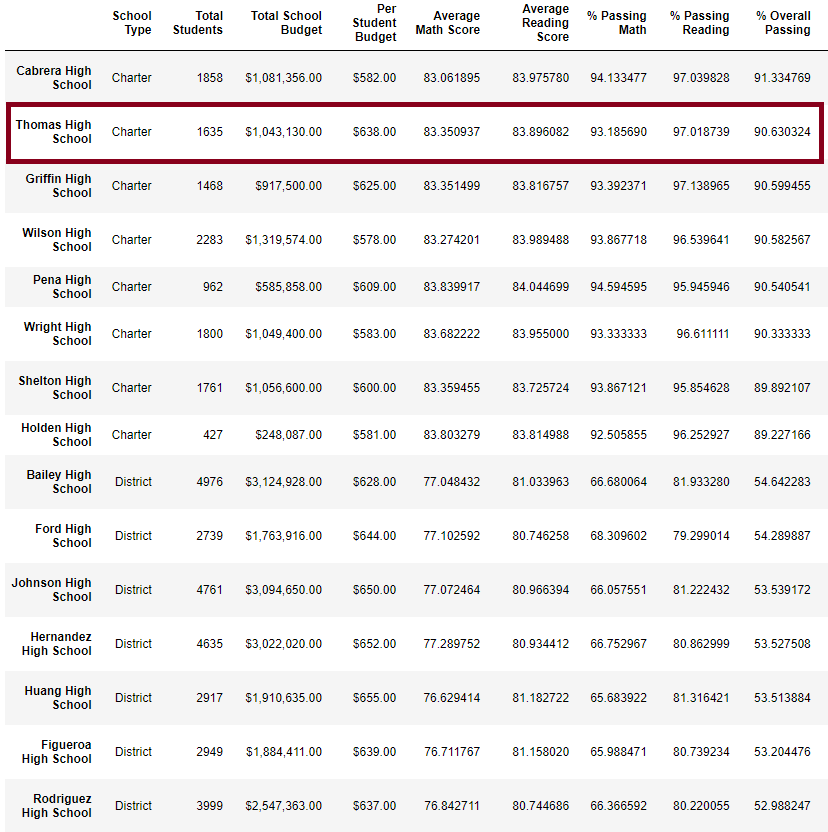 School Type Total Students Total School Budget Per Student Budget Average Math Score Average Reading Score % Passing Math % Passing Reading % Overall Passing
Cabrera High School Charter 1858 $1,081,356.00 $582.00 83.061895 83.975780 94.133477 97.039828 91.334769
Thomas High School Charter 1635 $1,043,130.00 $638.00 83.350937 83.896082 93.185690 97.018739 90.630324
Griffin High School Charter 1468 $917,500.00 $625.00 83.351499 83.816757 93.392371 97.138965 90.599455
Wilson High School Charter 2283 $1,319,574.00 $578.00 83.274201 83.989488 93.867718 96.539641 90.582567
Pena High School Charter 962 $585,858.00 $609.00 83.839917 84.044699 94.594595 95.945946 90.540541
Wright High School Charter 1800 $1,049,400.00 $583.00 83.682222 83.955000 93.333333 96.611111 90.333333
Shelton High School Charter 1761 $1,056,600.00 $600.00 83.359455 83.725724 93.867121 95.854628 89.892107
Holden High School Charter 427 $248,087.00 $581.00 83.803279 83.814988 92.505855 96.252927 89.227166
Bailey High School District 4976 $3,124,928.00 $628.00 77.048432 81.033963 66.680064 81.933280 54.642283
Ford High School District 2739 $1,763,916.00 $644.00 77.102592 80.746258 68.309602 79.299014 54.289887
Johnson High School District 4761 $3,094,650.00 $650.00 77.072464 80.966394 66.057551 81.222432 53.539172
Hernandez High School District 4635 $3,022,020.00 $652.00 77.289752 80.934412 66.752967 80.862999 53.527508
Huang High School District 2917 $1,910,635.00 $655.00 76.629414 81.182722 65.683922 81.316421 53.513884
Figueroa High School District 2949 $1,884,411.00 $639.00 76.711767 81.158020 65.988471 80.739234 53.204476
Rodriguez High School District 3999 $2,547,363.00 $637.00 76.842711 80.744686 66.366592 80.220055 52.988247